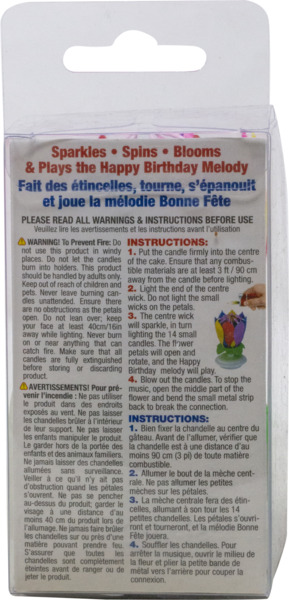 Sparkles • Spins • Blooms
& Plays the Happy Birthday Melody
Fait des étincelles, tourne, s'épanouit
et joue la mélodie Bonne Fête
PLEASE READ ALL WARNINGS & INSTRUCTIONS BEFORE USE
Veuillez lire les avertissements et les instructions avant l'utilisation
WARNING! To Prevent Fire: Do
not use this product in windy
places. Do not let the candles
burn into holders. This product
should be handled by adults only.
Keep out of reach of children and
pets. Never leave burning can-
dles unattended. Ensure there
are no obstructions as the petals
open. Do not lean over; keep
your face at least 40cm/16in
away while lighting. Never burn
on or near anything that can
catch fire. Make sure that all
candles are fully extinguished
before storing or discarding
product.
AVERTISSEMENTS! Pour pré-
venir l'incendie : Ne pas utiliser
le produit dans des endroits
exposés au vent. Ne pas laisser
les chandelles brûler à l'intérieur
de leur support. Ne pas laisser
les enfants manipuler le produit.
Le garder hors de la portée des
enfants et des animaux familiers.
Ne jamais laisser des chandelles
allumées sans surveillance.
Veiller à ce qu'il n'y ait pas
d'obstruction quand les pétales
s'ouvrent. Ne pas se pencher
au-dessus du produit; garder le
visage à une distance d'au
moins 40 cm du produit lors de
l'allumage. Ne jamais faire brûler
les chandelles sur ou près d'une
matière pouvant prendre feu.
S'assurer que toutes les
chandelles sont complètement
éteintes avant de ranger ou de
jeter le produit.
INSTRUCTIONS:
1. Put the candle firmly into the centre
of the cake. Ensure that any combus-
tible materials are at least 3 ft / 90 cm
away from the candle before lighting.
2. Light the end of the centre
wick. Do not light the small
wicks on the petals.
3. The centre wick
will sparkle, in turn
lighting the 14 small
candles. The flower
petals will open and
rotate, and the Happy
Birthday melody will play.
4. Blow out the candles. To stop the
music, open the middle part of the
flower and bend the small metal strip
back to break the connection.
INSTRUCTIONS:
1. Bien fixer la chandelle au centre du
gâteau. Avant de l'allumer, vérifier que
la chandelle est à une distance d'au
moins 90 cm (3 pi) de toute matière
combustible.
2. Allumer le bout de la mèche cent-
rale. Ne pas allumer les petites
mèches sur les pétales.
3. La mèche centrale fera des étin-
celles, allumant à son tour les 14
petites chandelles. Les pétales s'ouvri-
ront et tourneront, et la mélodie Bonne
Fête jouera.
4. Souffler les chandelles. Pour
arrêter la musique, ouvrir le milieu de
la fleur et plier la petite bande de
métal vers l'arrière pour couper la
connexion.